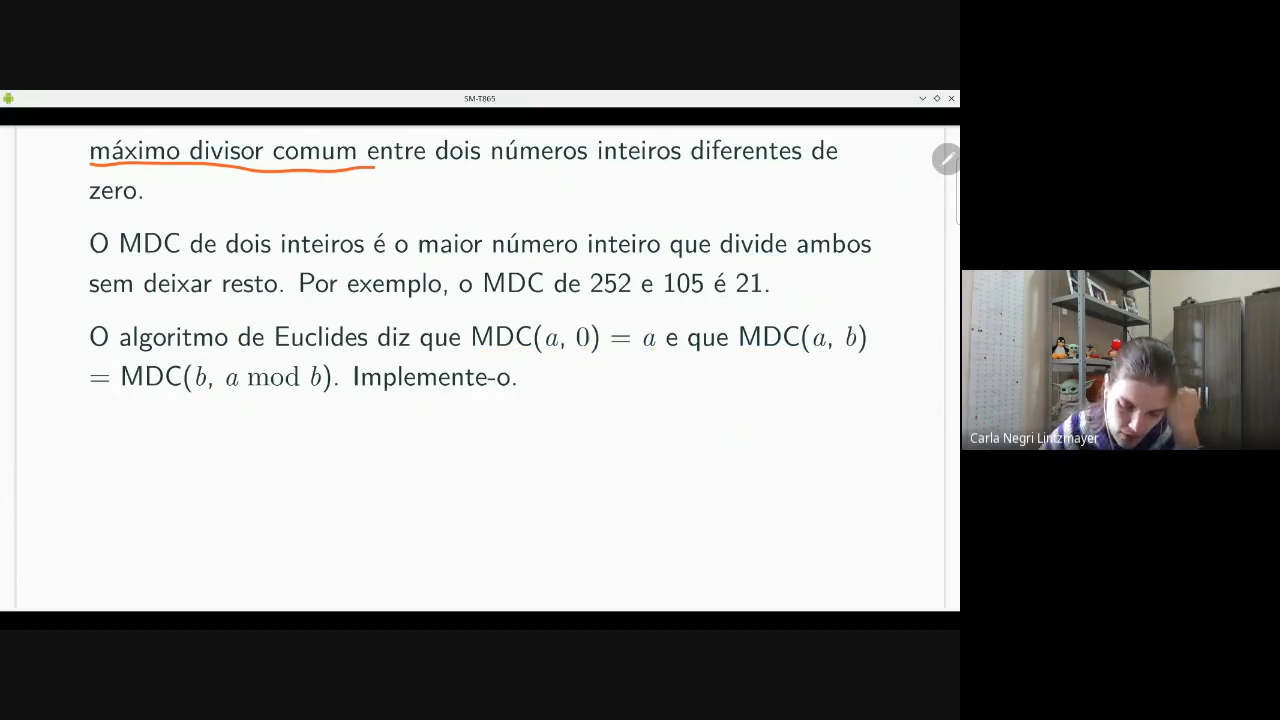 SM-T865
máximo divisor comum entre dois números inteiros diferentes de
zero.
O MDC de dois inteiros é o maior número inteiro que divide ambos
sem deixar resto. Por exemplo, o MDC de 252 e 105 é 21.
O algoritmo de Euclides diz que MDC(a, 0) = a e que MDC(a, b)
= MDC(b, a mod b). Implemente-o.
Carla Negri Lintzmayer